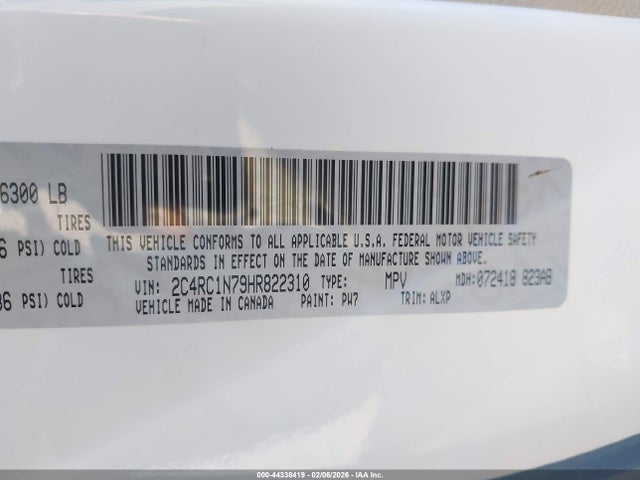 6300 LB
TIRES
6 PSI) COLD
TIRES
36 PSI) COLD
THIS VEHICLE CONFORMS TO ALL APPLICABLE U.S.A. FEDERAL MOTOR VEHICLE SAFETY
STANDARDS IN EFFECT ON THE DATE OF MANUFACTURE SHOWN ABOVE.
VIN: 2C4RC1N79HR822310 TYPE: MPV MDH:072418 823AB
VEHICLE MADE IN CANADA PAINT: PW7 TRIM: ALXP
000-44338419 - 02/06/2026 - © IAA Inc.